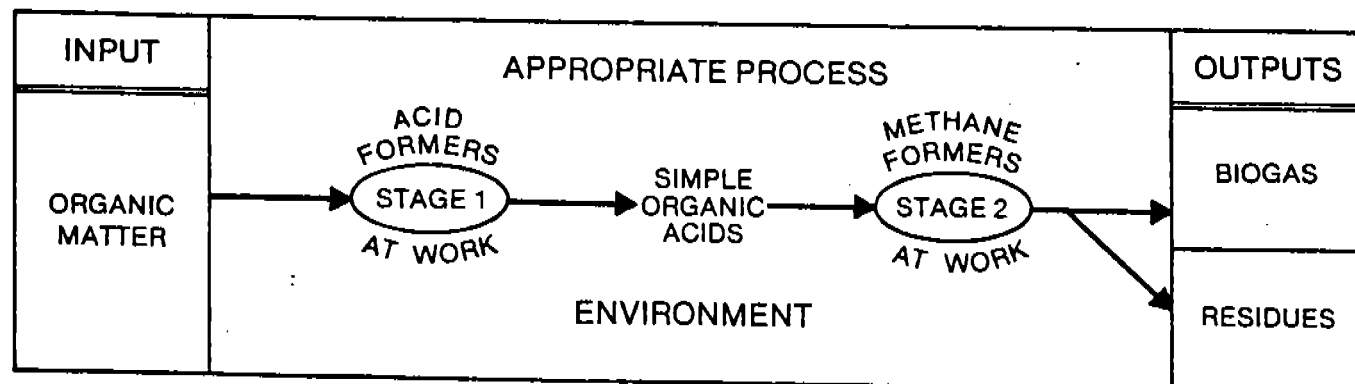 INPUT
APPROPRIATE PROCESS
OUTPUTS
ORGANIC
MATTER
ACID
FORMERS
STAGE 1
AT WORK
SIMPLE
ORGANIC
ACIDS
METHANE
FORMERS
STAGE 2
AT WORK
ENVIRONMENT
BIOGAS
RESIDUES